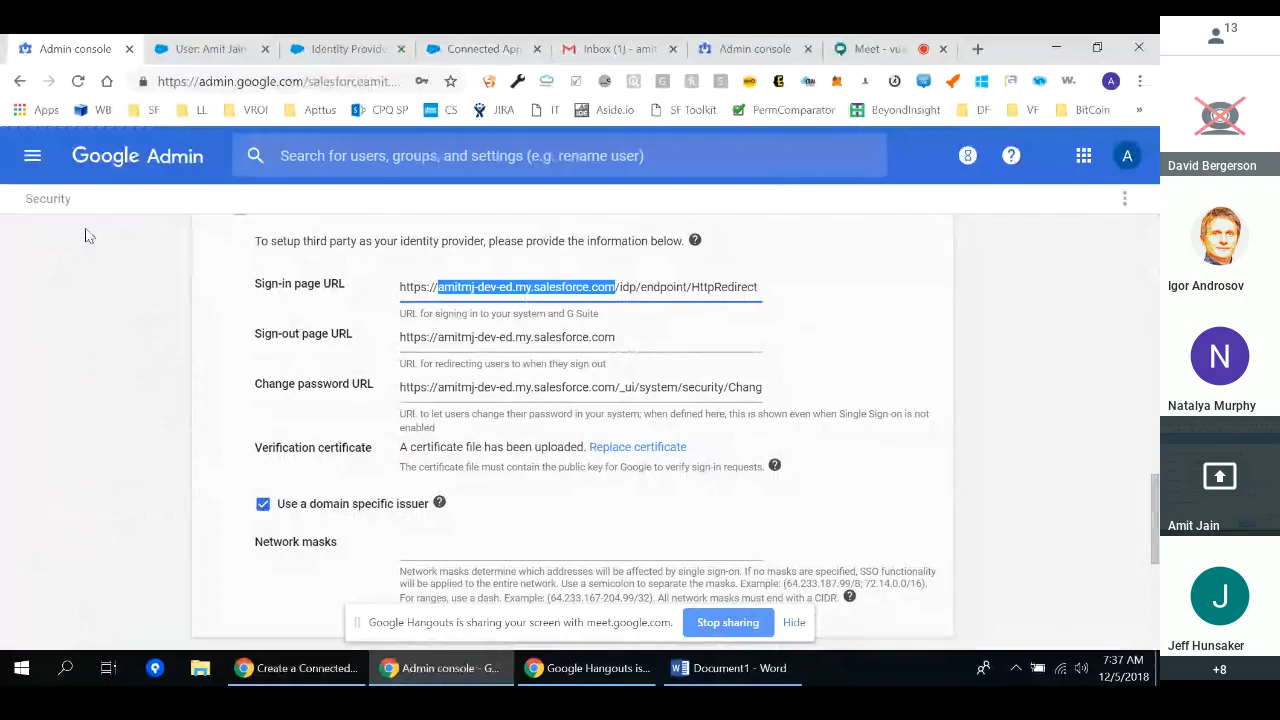 13
Admin console
User: Amit Jain
Identity Provide
Connected App
Inbox (1) - amit
Admin console
Meet - vua
https://admin.google.com/salesforce.amit...
Apps
WB
SF
LL
VROI
Apttus
CPQ SP
CS
JIRA
IT
Aside.io
SF Toolkit
PermComparator
BeyondInsight
DF
VF
BitCoin
Google Admin
Search for users, groups, and settings (e.g. rename user)
A
Security
To setup third party as your identity provider, please provide the information below.
Sign-in page URL
https://amitmj-dev-ed.my.salesforce.com/idp/endpoint/HttpRedirect
URL for signing in to your system and G Suite
Sign-out page URL
https://amitmj-dev-ed.my.salesforce.com
URL for redirecting users to when they sign out
Change password URL
https://amitmj-dev-ed.my.salesforce.com/_ui/system/security/Chang
URL to let users change their password in your system; when defined here, this is shown even when Single Sign-on is not
enabled
Verification certificate
A certificate file has been uploaded. Replace certificate
The certificate file must contain the public key for Google to verify sign-in requests.
Use a domain specific issuer
Network masks
Network masks determine which addresses will be affected by single sign-on. If no masks are specified, SSO functionality
will be applied to the entire network. Use a semicolon to separate the masks. Example: (64.233.187.99/8; 72.14.0.0/16).
For ranges, use a dash. Example: (64.233.167-204.99/32). All network masks must end with a CIDR.
Google Hangouts is sharing your screen with meet.google.com.
Stop sharing
Hide
Create a Connected...
Admin console - G...
Google Hangouts is...
Document1 - Word
7:37 AM
12/5/2018
David Bergerson
Igor Androsov
N
Natalya Murphy
Amit Jain
J
Jeff Hunsaker
+8